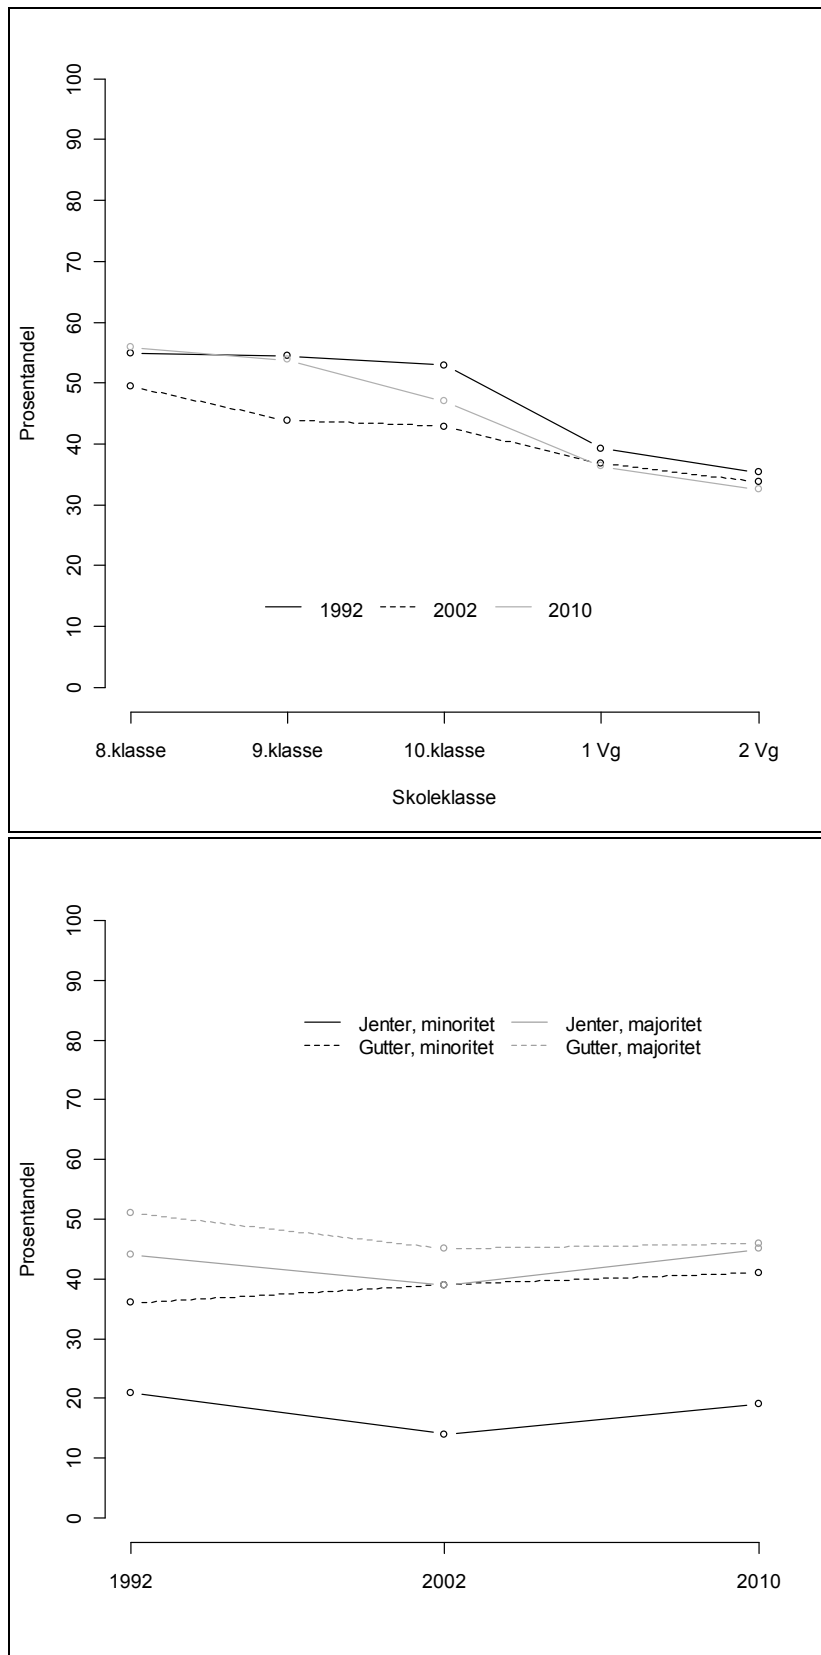 100
90
80
70
60
50
40
30
20
10
0
Prosentandel
1992 2002 2010
8.klasse 9.klasse 10.klasse 1 Vg 2 Vg
Skoleklasse
100
90
80
70
60
50
40
30
20
10
0
Prosentandel
Jenter, minoritet Jenter, majoritet
Gutter, minoritet Gutter, majoritet
1992 2002 2010